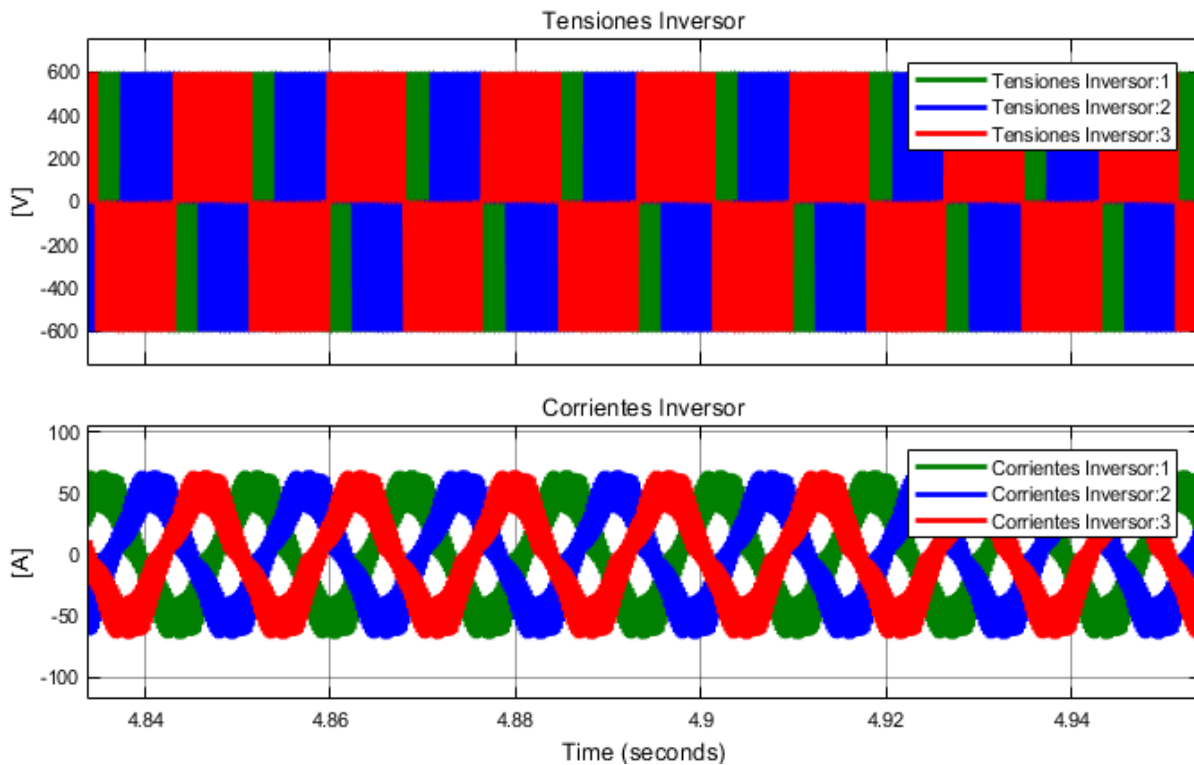 Tensiones Inversor
[V]
600
400
200
0
-200
-400
-600
Tensiones Inversor:1
Tensiones Inversor:2
Tensiones Inversor:3
Corrientes Inversor
[A]
100
50
0
-50
-100
Corrientes Inversor:1
Corrientes Inversor:2
Corrientes Inversor:3
4.84 4.86 4.88 4.9 4.92 4.94
Time (seconds)